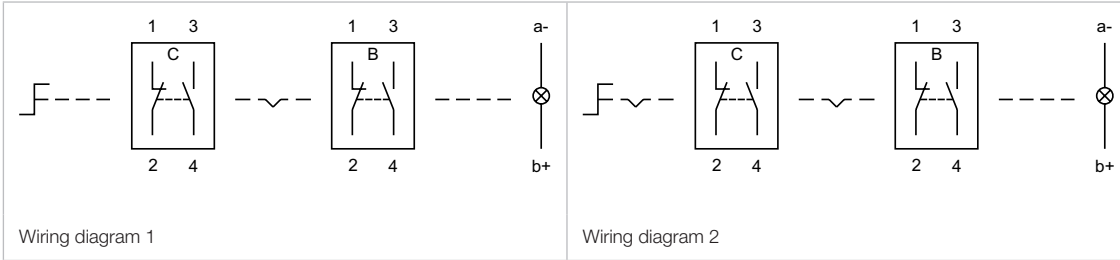 1 3 1 3 a- 1 3 1 3 a-
C B C B
2 4 2 4 b+ 2 4 2 4 b+
Wiring diagram 1 Wiring diagram 2